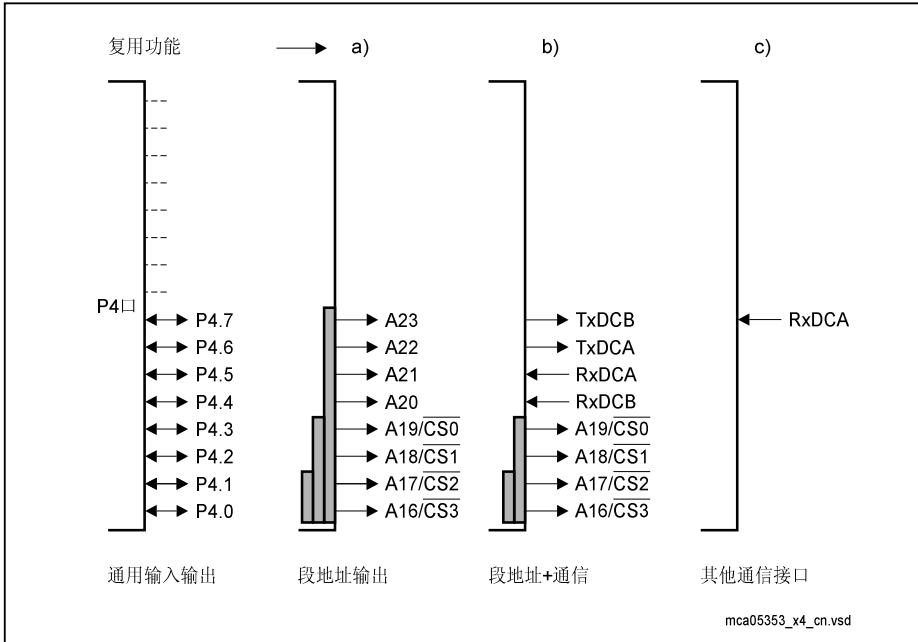 复用功能 a) b) c)
P4口
P4.7 A23 TxDCB RxDCA
P4.6 A22 TxDCA
P4.5 A21 RxDCA
P4.4 A20 RxDCB
P4.3 A19/CS0 A19/CS0
P4.2 A18/CS1 A18/CS1
P4.1 A17/CS2 A17/CS2
P4.0 A16/CS3 A16/CS3
通用输入输出 段地址输出 段地址+通信 其他通信接口
mca05353_x4_cn.vsd